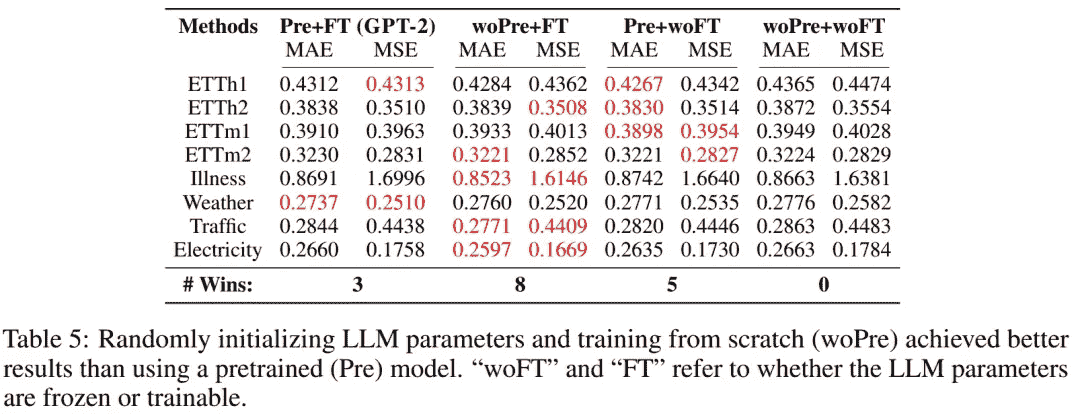 Methods Pre+FT (GPT-2) woPre+FT Pre+woFT woPre+woFT
MAE MSE MAE MSE MAE MSE MAE MSE
ETTh1 0.4312 0.4313 0.4284 0.4362 0.4267 0.4342 0.4365 0.4474
ETTh2 0.3838 0.3510 0.3839 0.3508 0.3830 0.3514 0.3872 0.3554
ETTm1 0.3910 0.3963 0.3933 0.4013 0.3898 0.3954 0.3949 0.4028
ETTm2 0.3230 0.2831 0.3221 0.2852 0.3221 0.2827 0.3224 0.2829
Illness 0.8691 1.6996 0.8523 1.6146 0.8742 1.6640 0.8663 1.6381
Weather 0.2737 0.2510 0.2760 0.2520 0.2771 0.2535 0.2776 0.2582
Traffic 0.2844 0.4438 0.2771 0.4409 0.2820 0.4446 0.2863 0.4483
Electricity 0.2660 0.1758 0.2597 0.1669 0.2635 0.1730 0.2663 0.1784
# Wins: 3 8 5 0
Table 5: Randomly initializing LLM parameters and training from scratch (woPre) achieved better
results than using a pretrained (Pre) model. “woFT” and “FT” refer to whether the LLM parameters
are frozen or trainable.